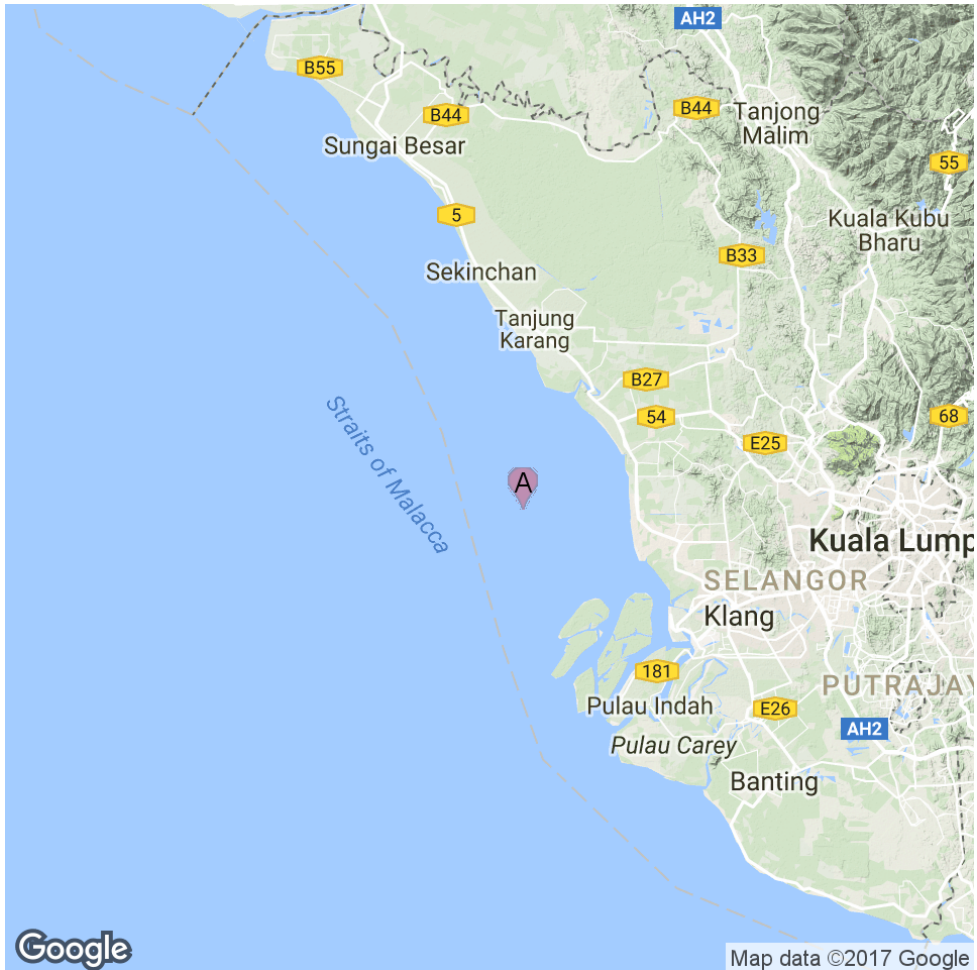 AH2
B55
B44
B44
Tanjong
Malim
Sungai Besar
55
5
Kuala Kubu
Bharu
B33
Sekinchan
Tanjung
Karang
B27
54
68
E25
Straits of Malacca
A
Kuala Lump
SELANGOR
Klang
181
PUTRAJAY
Pulau Indah
E26
AH2
Pulau Carey
Banting
Google
Map data ©2017 Google